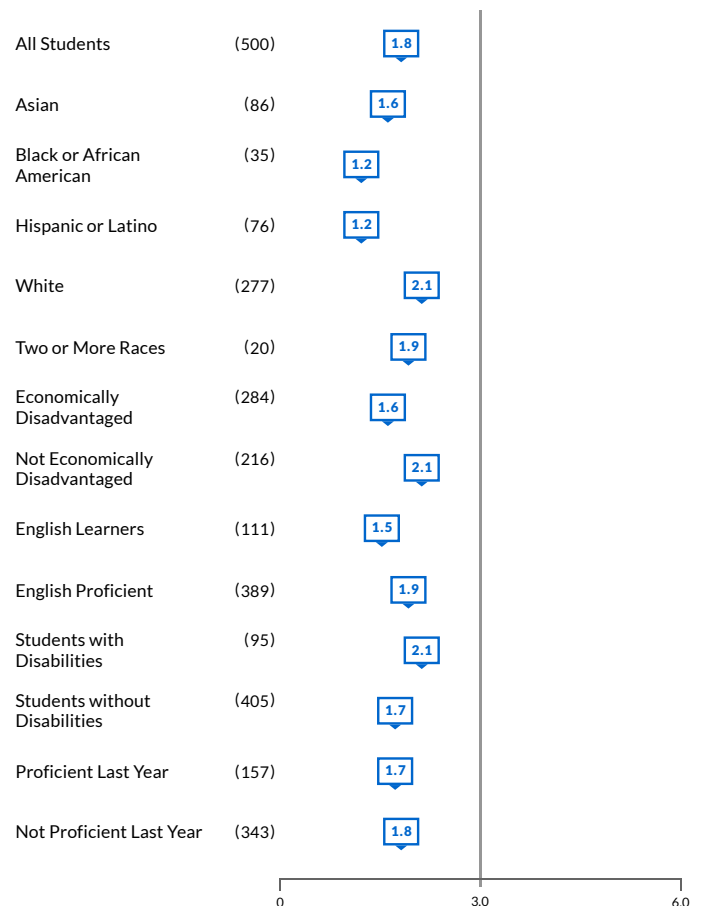 All Students (500) 1.8
Asian (86) 1.6
Black or African (35)
American
1.2
Hispanic or Latino (76) 1.2
White (277) 2.1
Two or More Races (20) 1.9
Economically (284)
Disadvantaged
1.6
Not Economically (216)
Disadvantaged
2.1
English Learners (111) 1.5
English Proficient (389) 1.9
Students with (95)
Disabilities
2.1
Students without (405)
Disabilities
1.7
Proficient Last Year (157) 1.7
Not Proficient Last Year (343) 1.8
0 3.0 6.0